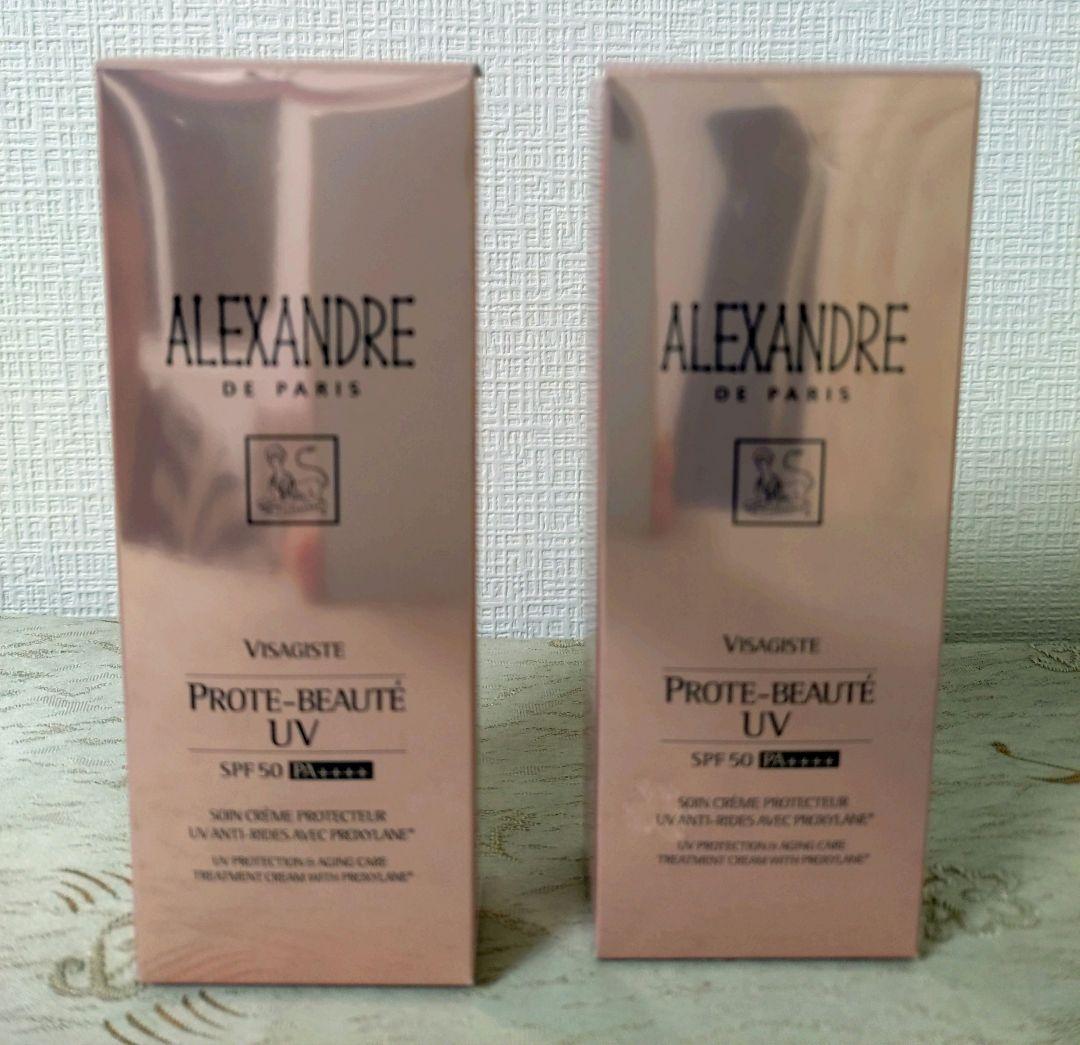 ALEXANDRE
DE PARIS
VISAGISTE
PROTE-BEAUTÉ
UV
SPF 50 PA++++
SOIN CRÈME PROTECTEUR
UV ANTI-RIDES AVEC PROXYLANE*
UV PROTECTION & AGING CARE
TREATMENT CREAM WITH PROXYLANE*
ALEXANDRE
DE PARIS
VISAGISTE
PROTE-BEAUTÉ
UV
SPF 50 PA++++
SOIN CRÈME PROTECTEUR
UV ANTI-RIDES AVEC PROXYLANE*
UV PROTECTION & AGING CARE
TREATMENT CREAM WITH PROXYLANE*